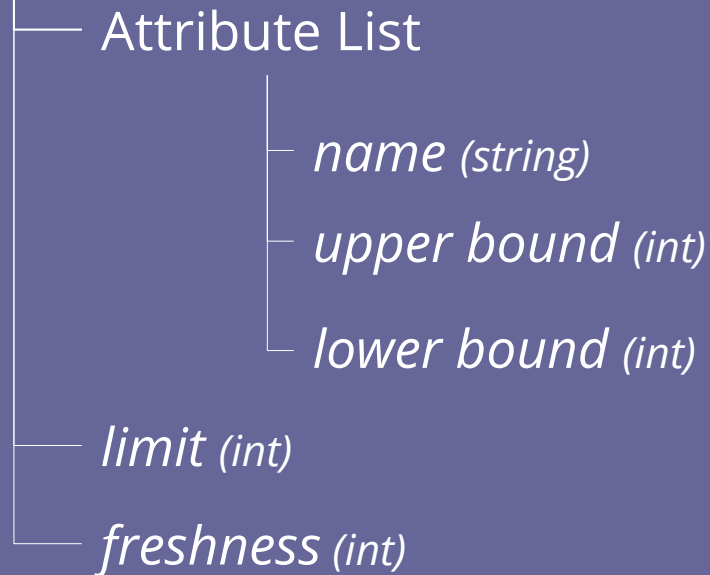 Attribute List
name (string)
upper bound (int)
lower bound (int)
limit (int)
freshness (int)